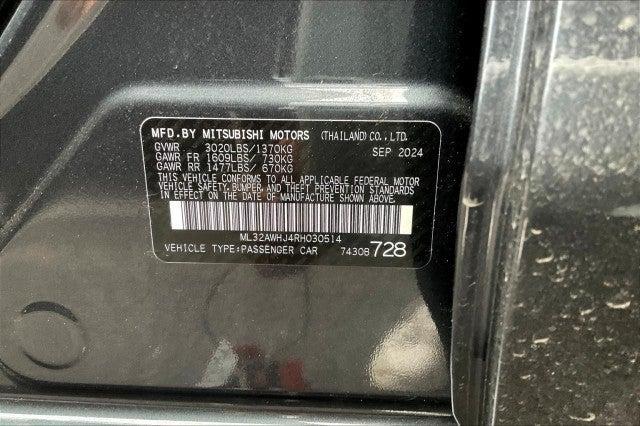 MFD.BY MITSUBISHI MOTORS (THAILAND) CO.,LTD.
GVWR 3020LBS/1370KG SEP 2024
GAWR FR 1609LBS/ 730KG
GAWR RR 1477LBS/ 670KG
THIS VEHICLE CONFORMS TO ALL APPLICABLE FEDERAL MOTOR
VEHICLE SAFETY, BUMPER, AND THEFT PREVENTION STANDARDS
IN EFFECT ON THE DATE OF MANUFACTURE SHOWN ABOVE.
ML32AWHJ4RH030514
VEHICLE TYPE:PASSENGER CAR 7430B 728